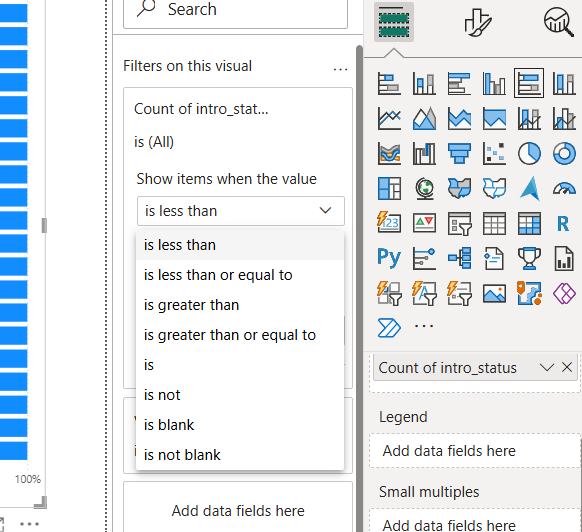 Search
Filters on this visual
Count of intro_stat...
is (All)
Show items when the value
is less than
is less than
is less than or equal to
is greater than
is greater than or equal to
is
is not
is blank
is not blank
Add data fields here
100%
123
R
Py
Count of intro_status
Legend
Add data fields here
Small multiples
Add data fields here